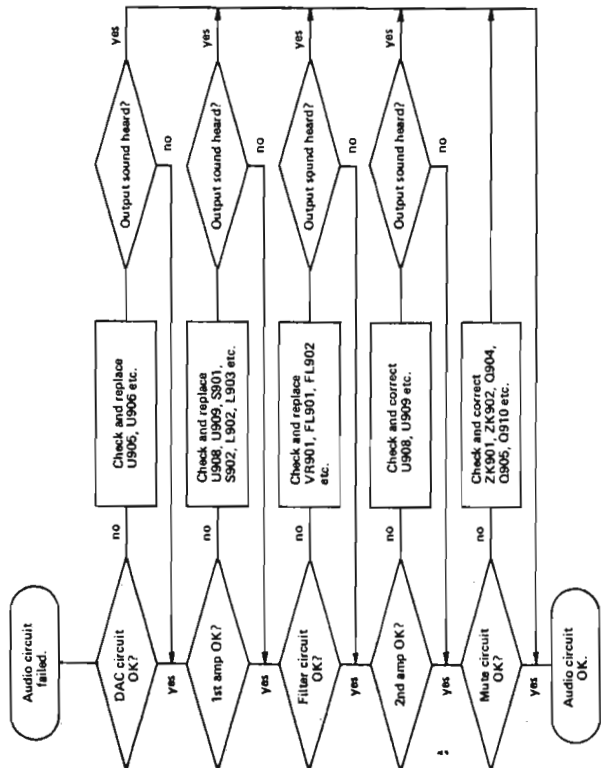 Audio circuit
failed.
DAC circuit
OK?
no
Check and replace
U905, U906 etc.
Output sound heard?
yes
no
yes
1st amp OK?
no
Check and replace
U908, U909, S901,
S902, L902, L903 etc.
Output sound heard?
yes
no
yes
Filter circuit
OK?
no
Check and replace
VR901, FL901, FL902
etc.
Output sound heard?
yes
no
yes
2nd amp OK?
no
Check and correct
U908, U909 etc.
Output sound heard?
yes
no
yes
Mute circuit
OK?
no
Check and correct
ZK901, ZK902, Q904,
Q905, Q910 etc.
yes
Audio circuit
OK.